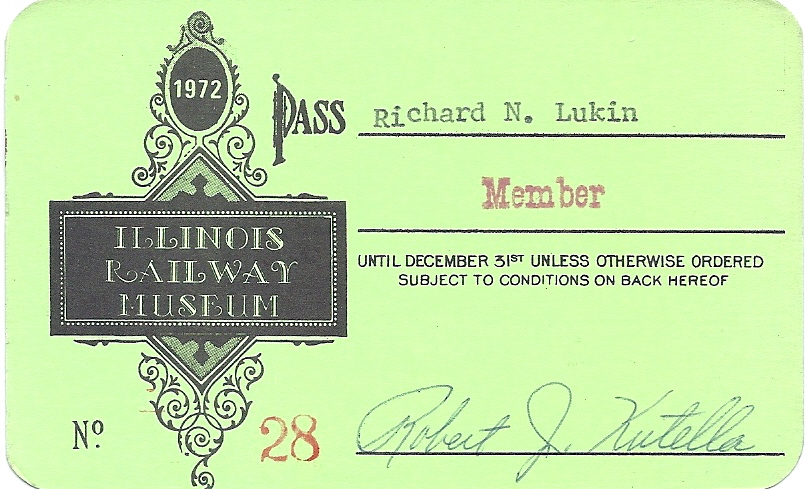 1972
PASS Richard N. Lukin
Member
ILLINOIS
RAILWAY
MUSEUM
UNTIL DECEMBER 31ST UNLESS OTHERWISE ORDERED
SUBJECT TO CONDITIONS ON BACK HEREOF
Nº 28
Robert J. Kutella